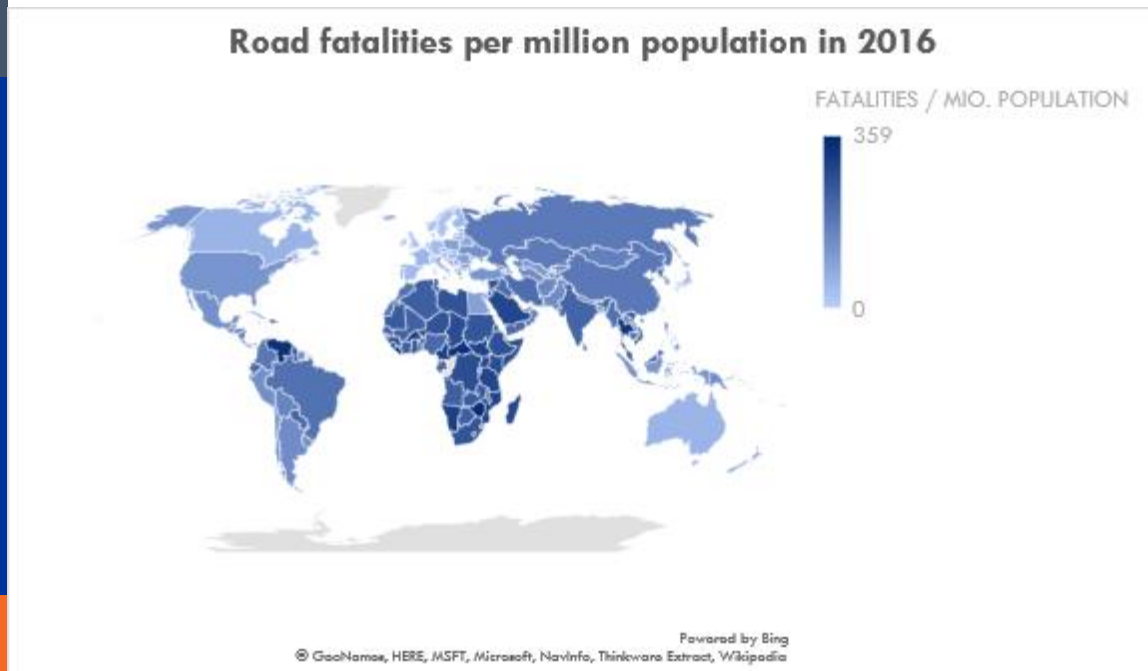 Road fatalities per million population in 2016
FATALITIES / MIO. POPULATION
359
0
Powered by Bing
© GeoNames, HERE, MSFT, Microsoft, NavInfo, Thinkware Extract, Wikipedia